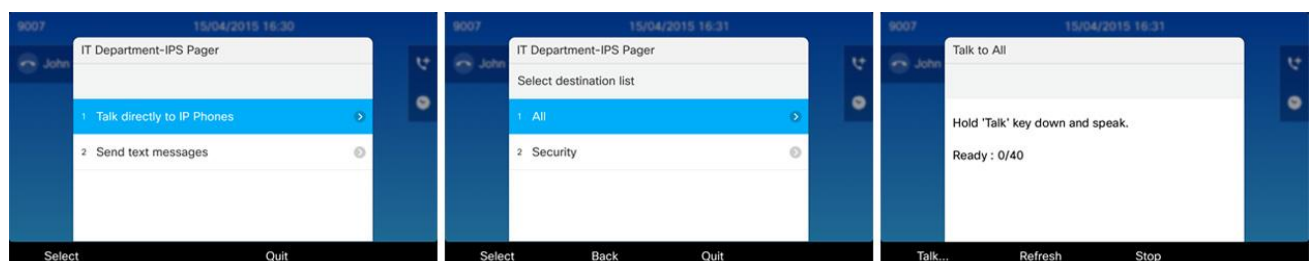 9007 15/04/2015 16:30
IT Department-IPS Pager
John
1 Talk directly to IP Phones
2 Send text messages
Select Quit
9007 15/04/2015 16:31
IT Department-IPS Pager
John
Select destination list
1 All
2 Security
Select Back Quit
9007 15/04/2015 16:31
Talk to All
John
Hold 'Talk' key down and speak.
Ready : 0/40
Talk... Refresh Stop